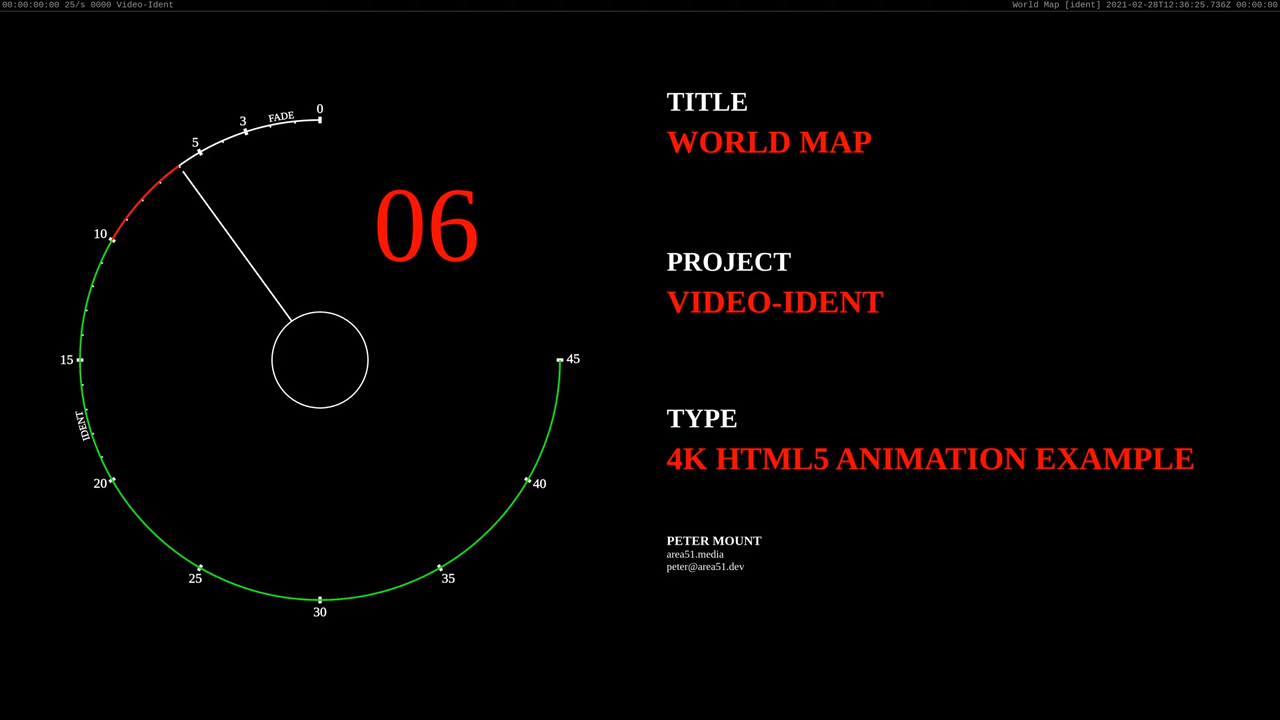 00:00:00:00 25/s 0000 Video-Ident
World Map [ident] 2021-02-28T12:36:25.736Z 00:00:00
0
FADE
3
5
10
15
IDENT
20
25
30
35
40
45
06
TITLE
WORLD MAP
PROJECT
VIDEO-IDENT
TYPE
4K HTML5 ANIMATION EXAMPLE
PETER MOUNT
area51.media
peter@area51.dev